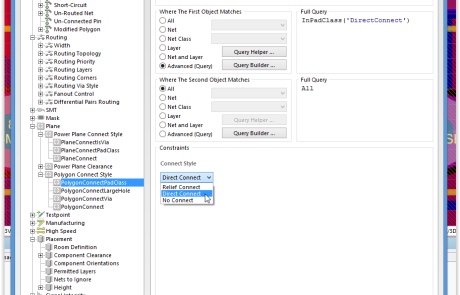 Short-Circuit
Un-Routed Net
Un-Connected Pin
Modified Polygon
Routing
Width
Routing Topology
Routing Priority
Routing Layers
Routing Corners
Routing Via Style
Fanout Control
Differential Pairs Routing
SMT
Mask
Plane
Power Plane Connect Style
PlaneConnectIsVia
PlaneConnectPadClass
PlaneConnect
Power Plane Clearance
Polygon Connect Style
PolygonConnectPadClass
PolygonConnectLargeHole
PolygonConnectVia
PolygonConnect
Testpoint
Manufacturing
High Speed
Placement
Room Definition
Component Clearance
Component Orientations
Permitted Layers
Nets to Ignore
Height
Where The First Object Matches
All
Net
Net Class
Layer
Net and Layer
Advanced (Query)
Query Helper ...
Query Builder ...
Full Query
InPadClass('DirectConnect')
Where The Second Object Matches
All
Net
Net Class
Layer
Net and Layer
Advanced (Query)
Query Helper ...
Query Builder ...
Full Query
All
Constraints
Connect Style
Direct Connect
Relief Connect
Direct Connect
No Connect